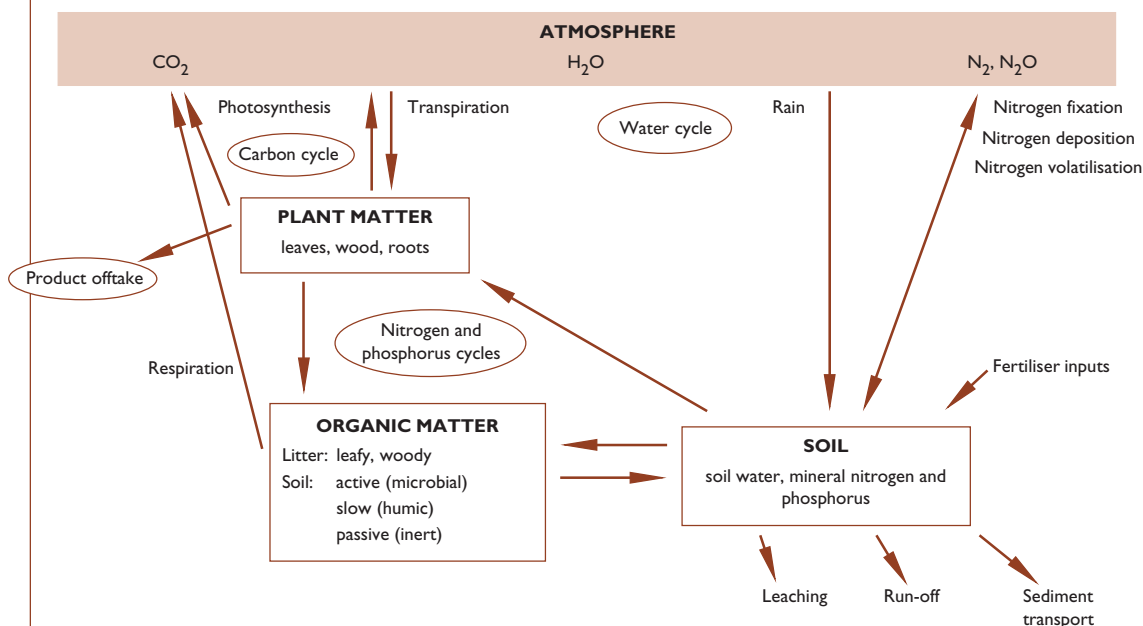 ATMOSPHERE
CO2
H2O
N2, N2O
Photosynthesis
Transpiration
Rain
Nitrogen fixation
Water cycle
Nitrogen deposition
Carbon cycle
Nitrogen volatilisation
PLANT MATTER
leaves, wood, roots
Product offtake
Nitrogen and
phosphorus cycles
Respiration
Fertiliser inputs
ORGANIC MATTER
Litter: leafy, woody
Soil: active (microbial)
slow (humic)
passive (inert)
SOIL
soil water, mineral nitrogen and
phosphorus
Leaching
Run-off
Sediment
transport